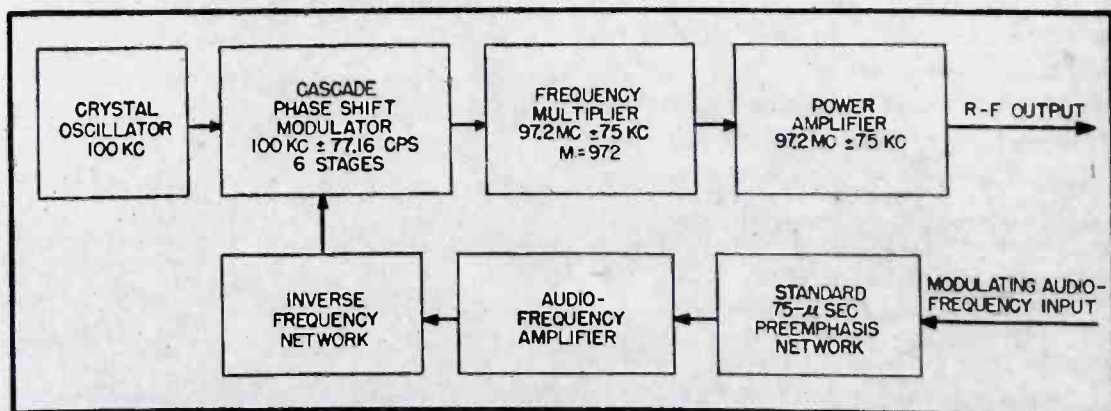 CRYSTAL
OSCILLATOR
100 KC
CASCADE
PHASE SHIFT
MODULATOR
100 KC ± 77.16 CPS
6 STAGES
FREQUENCY
MULTIPLIER
97.2 MC ± 75 KC
M = 972
POWER
AMPLIFIER
97.2 MC ± 75 KC
R-F OUTPUT
INVERSE
FREQUENCY
NETWORK
AUDIO-
FREQUENCY
AMPLIFIER
STANDARD
75-μ SEC
PREEMPHASIS
NETWORK
MODULATING AUDIO-
FREQUENCY INPUT